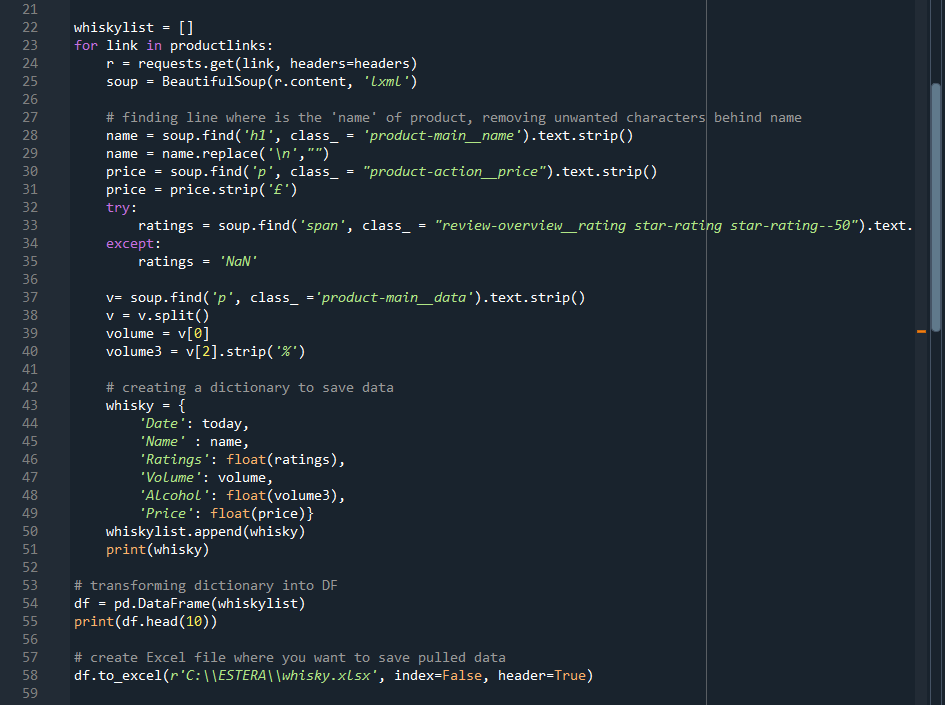 21
22 whiskylist = []
23 for link in productlinks:
24     r = requests.get(link, headers=headers)
25     soup = BeautifulSoup(r.content, 'lxml')
26
27     # finding line where is the 'name' of product, removing unwanted characters behind name
28     name = soup.find('h1', class_ = 'product-main__name').text.strip()
29     name = name.replace('\n',"")
30     price = soup.find('p', class_ = "product-action__price").text.strip()
31     price = price.strip('£')
32     try:
33         ratings = soup.find('span', class_ = "review-overview__rating star-rating star-rating--50").text.
34     except:
35         ratings = 'NaN'
36
37     v= soup.find('p', class_ ='product-main__data').text.strip()
38     v = v.split()
39     volume = v[0]
40     volume3 = v[2].strip('%')
41
42     # creating a dictionary to save data
43     whisky = {
44         'Date': today,
45         'Name' : name,
46         'Ratings': float(ratings),
47         'Volume': volume,
48         'Alcohol': float(volume3),
49         'Price': float(price)}
50     whiskylist.append(whisky)
51     print(whisky)
52
53 # transforming dictionary into DF
54 df = pd.DataFrame(whiskylist)
55 print(df.head(10))
56
57 # create Excel file where you want to save pulled data
58 df.to_excel(r'C:\\ESTERA\\whisky.xlsx', index=False, header=True)
59